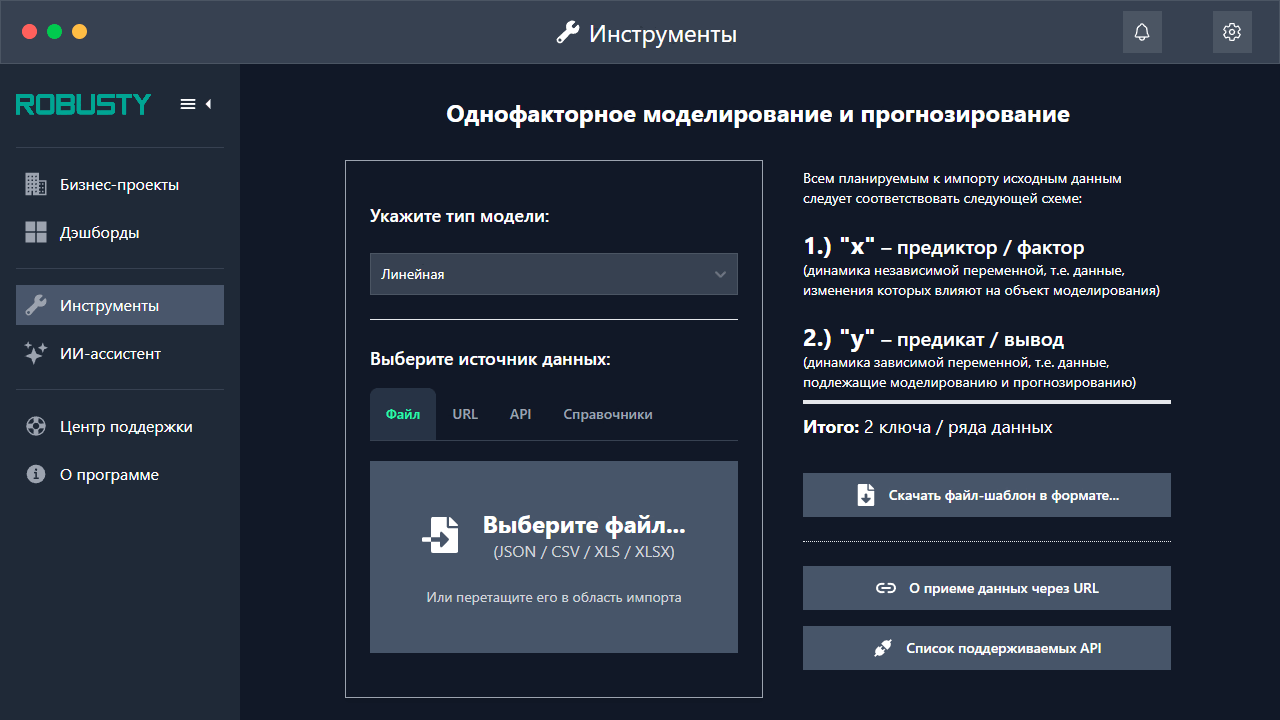 Инструменты
ROBUSTY
Бизнес-проекты
Дэшборды
Инструменты
ИИ-ассистент
Центр поддержки
О программе
Однофакторное моделирование и прогнозирование
Укажите тип модели:
Линейная
Выберите источник данных:
Файл URL API Справочники
Выберите файл...
(JSON / CSV / XLS / XLSX)
Или перетащите его в область импорта
Всем планируемым к импорту исходным данным
следует соответствовать следующей схеме:
1.) "x" – предиктор / фактор
(динамика независимой переменной, т.е. данные,
изменения которых влияют на объект моделирования)
2.) "y" – предикат / вывод
(динамика зависимой переменной, т.е. данные,
подлежащие моделированию и прогнозированию)
Итого: 2 ключа / ряда данных
Скачать файл-шаблон в формате...
О приеме данных через URL
Список поддерживаемых API